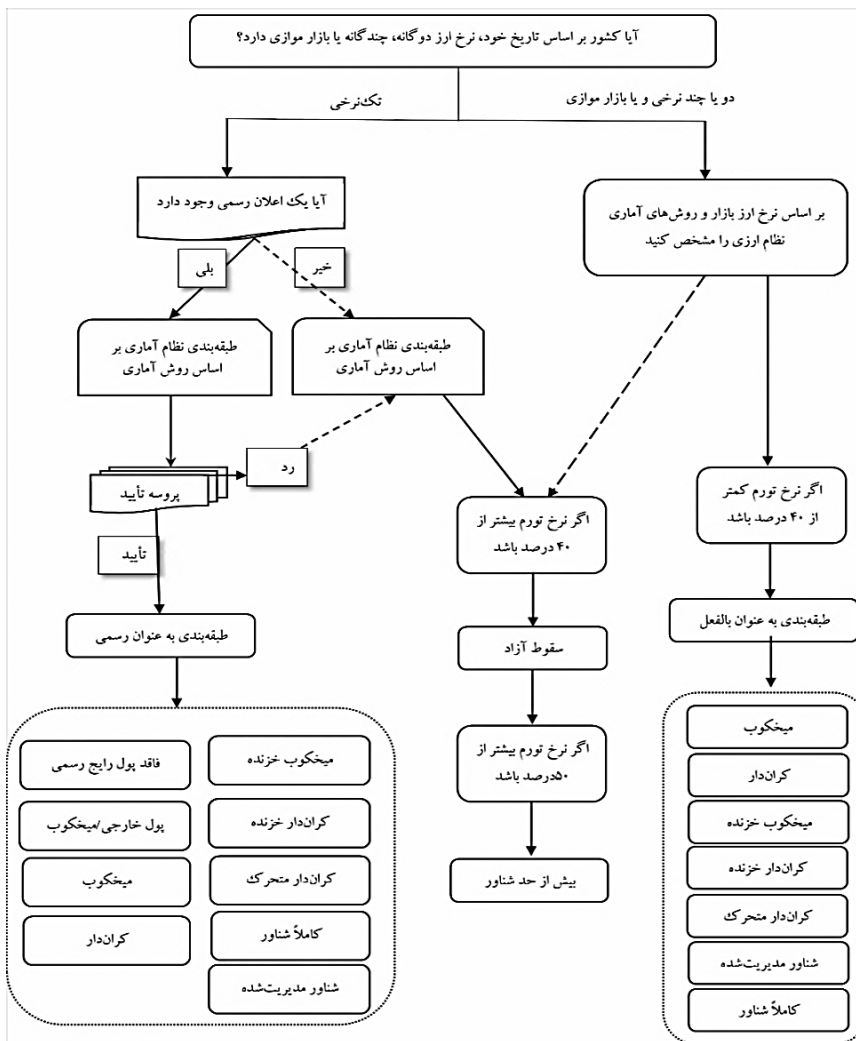 آیا کشور بر اساس تاریخ خود، نرخ ارز دوگانه، چندگانه یا بازار موازی دارد؟
دو یا چند نرخی و یا بازار موازی
تک‌نرخی
بر اساس نرخ ارز بازار و روش‌های آماری
نظام ارزی را مشخص کنید
آیا یک اعلان رسمی وجود دارد
خیر
بلی
طبقه‌بندی نظام آماری بر
اساس روش آماری
طبقه‌بندی نظام آماری بر
اساس روش آماری
رد
پروسه تأیید
تأیید
اگر نرخ تورم کمتر
از ۴۰ درصد باشد
اگر نرخ تورم بیشتر از
۴۰ درصد باشد
طبقه‌بندی به عنوان بالفعل
سقوط آزاد
طبقه‌بندی به عنوان رسمی
اگر نرخ تورم بیشتر از
۵۰درصد باشد
بیش از حد شناور
میخکوب
کران‌دار
میخکوب خزنده
کران‌دار خزنده
کران‌دار متحرک
شناور مدیریت‌شده
کاملاً شناور
میخکوب خزنده
کران‌دار خزنده
کران‌دار متحرک
کاملاً شناور
شناور مدیریت‌شده
فاقد پول رایج رسمی
پول خارجی/میخکوب
میخکوب
کران‌دار